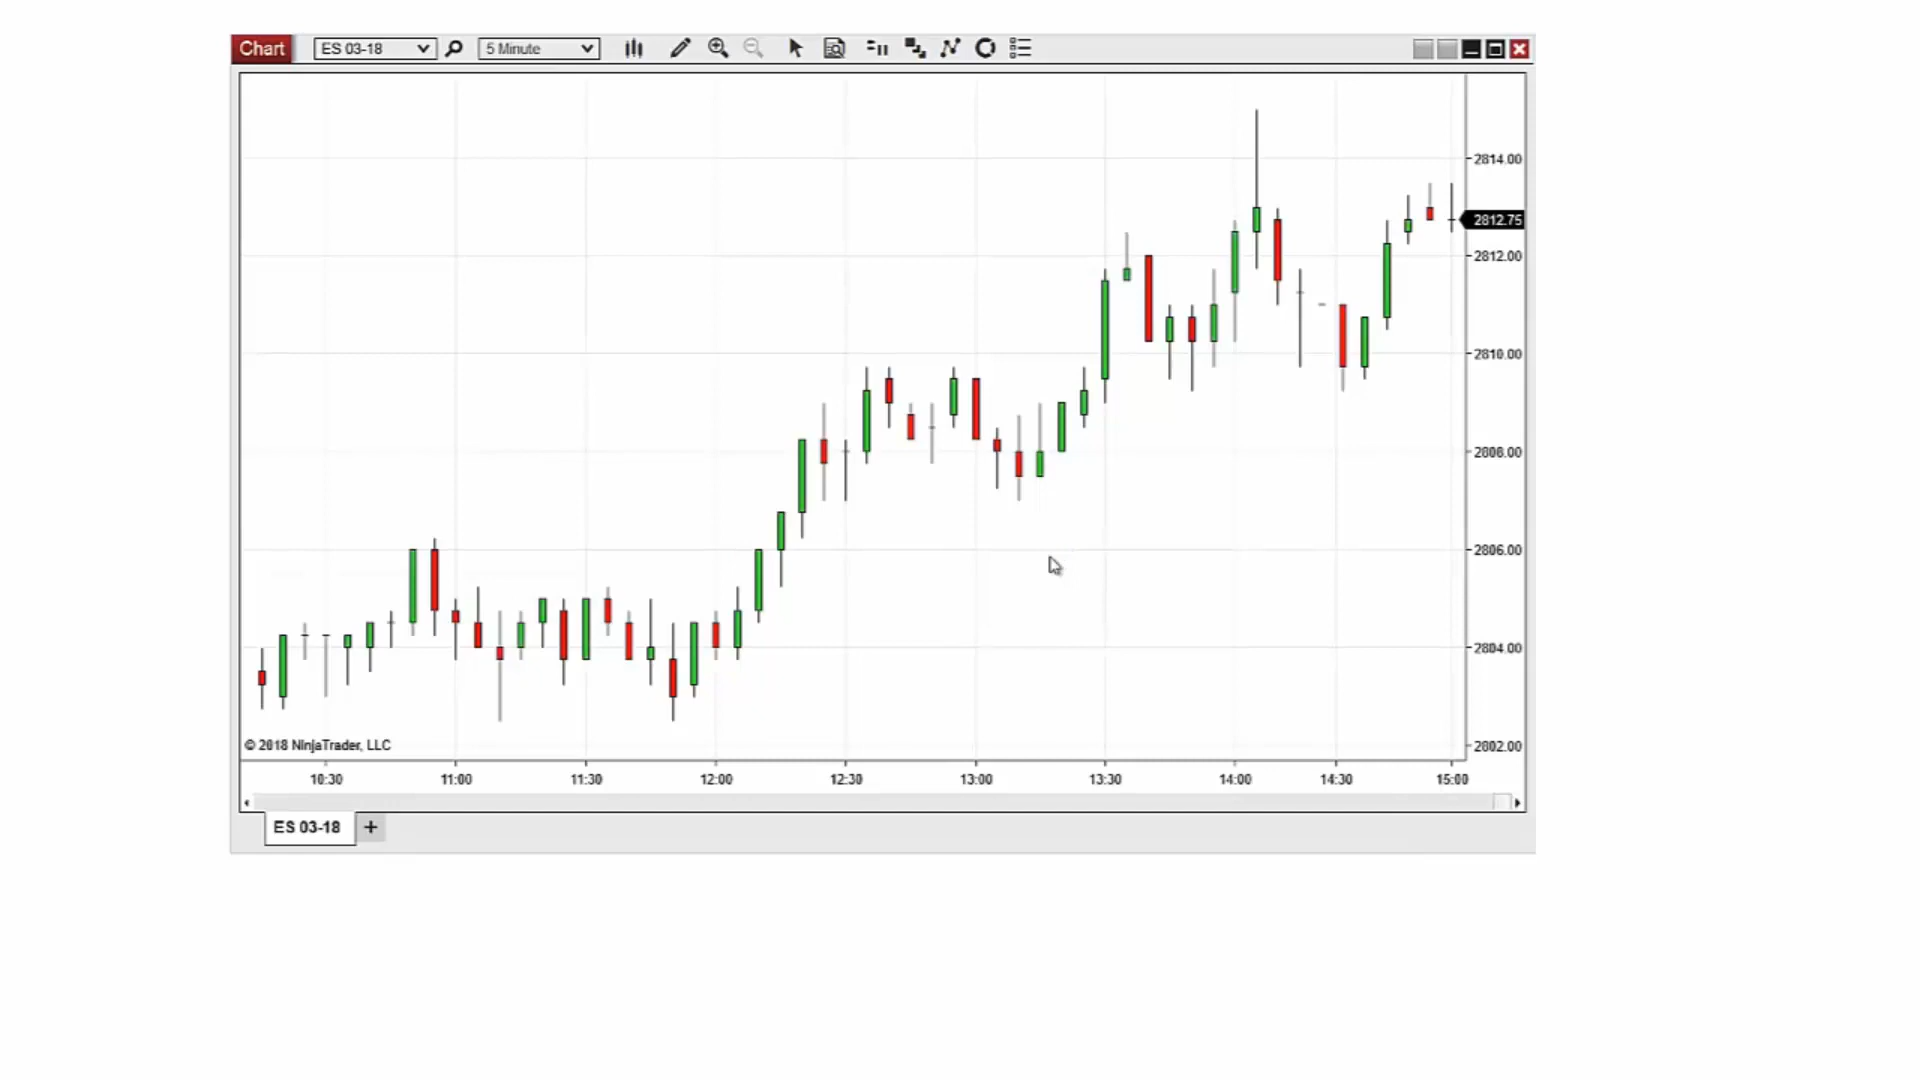 Chart ES 03-18 5 Minute
2814.00
2812.75
2812.00
2810.00
2808.00
2806.00
2804.00
2802.00
© 2018 NinjaTrader, LLC
10:30 11:00 11:30 12:00 12:30 13:00 13:30 14:00 14:30 15:00
ES 03-18 +